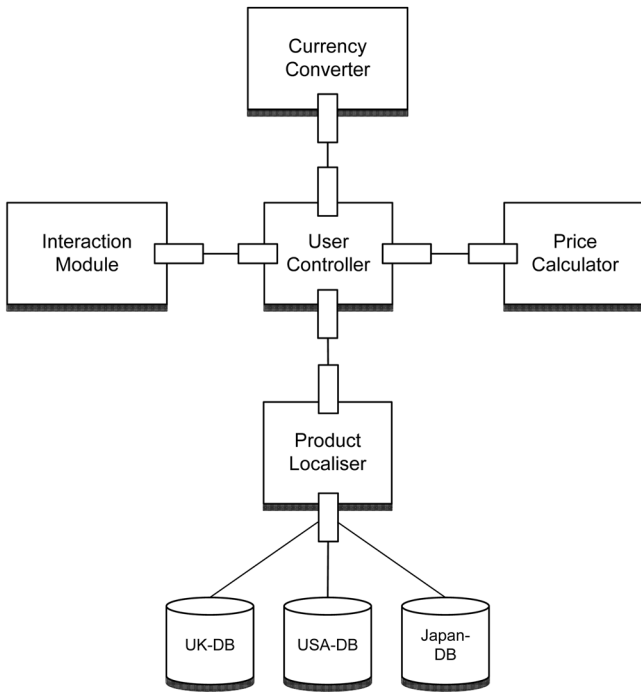 Currency
Converter
Interaction
Module
User
Controller
Price
Calculator
Product
Localiser
UK-DB
USA-DB
Japan-
DB